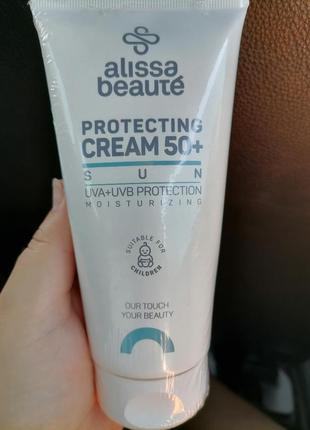 alissa
beauté
PROTECTING
CREAM 50+
SUN
UVA+UVB PROTECTION
MOISTURIZING
SUITABLE FOR
CHILDREN
OUR TOUCH
YOUR BEAUTY